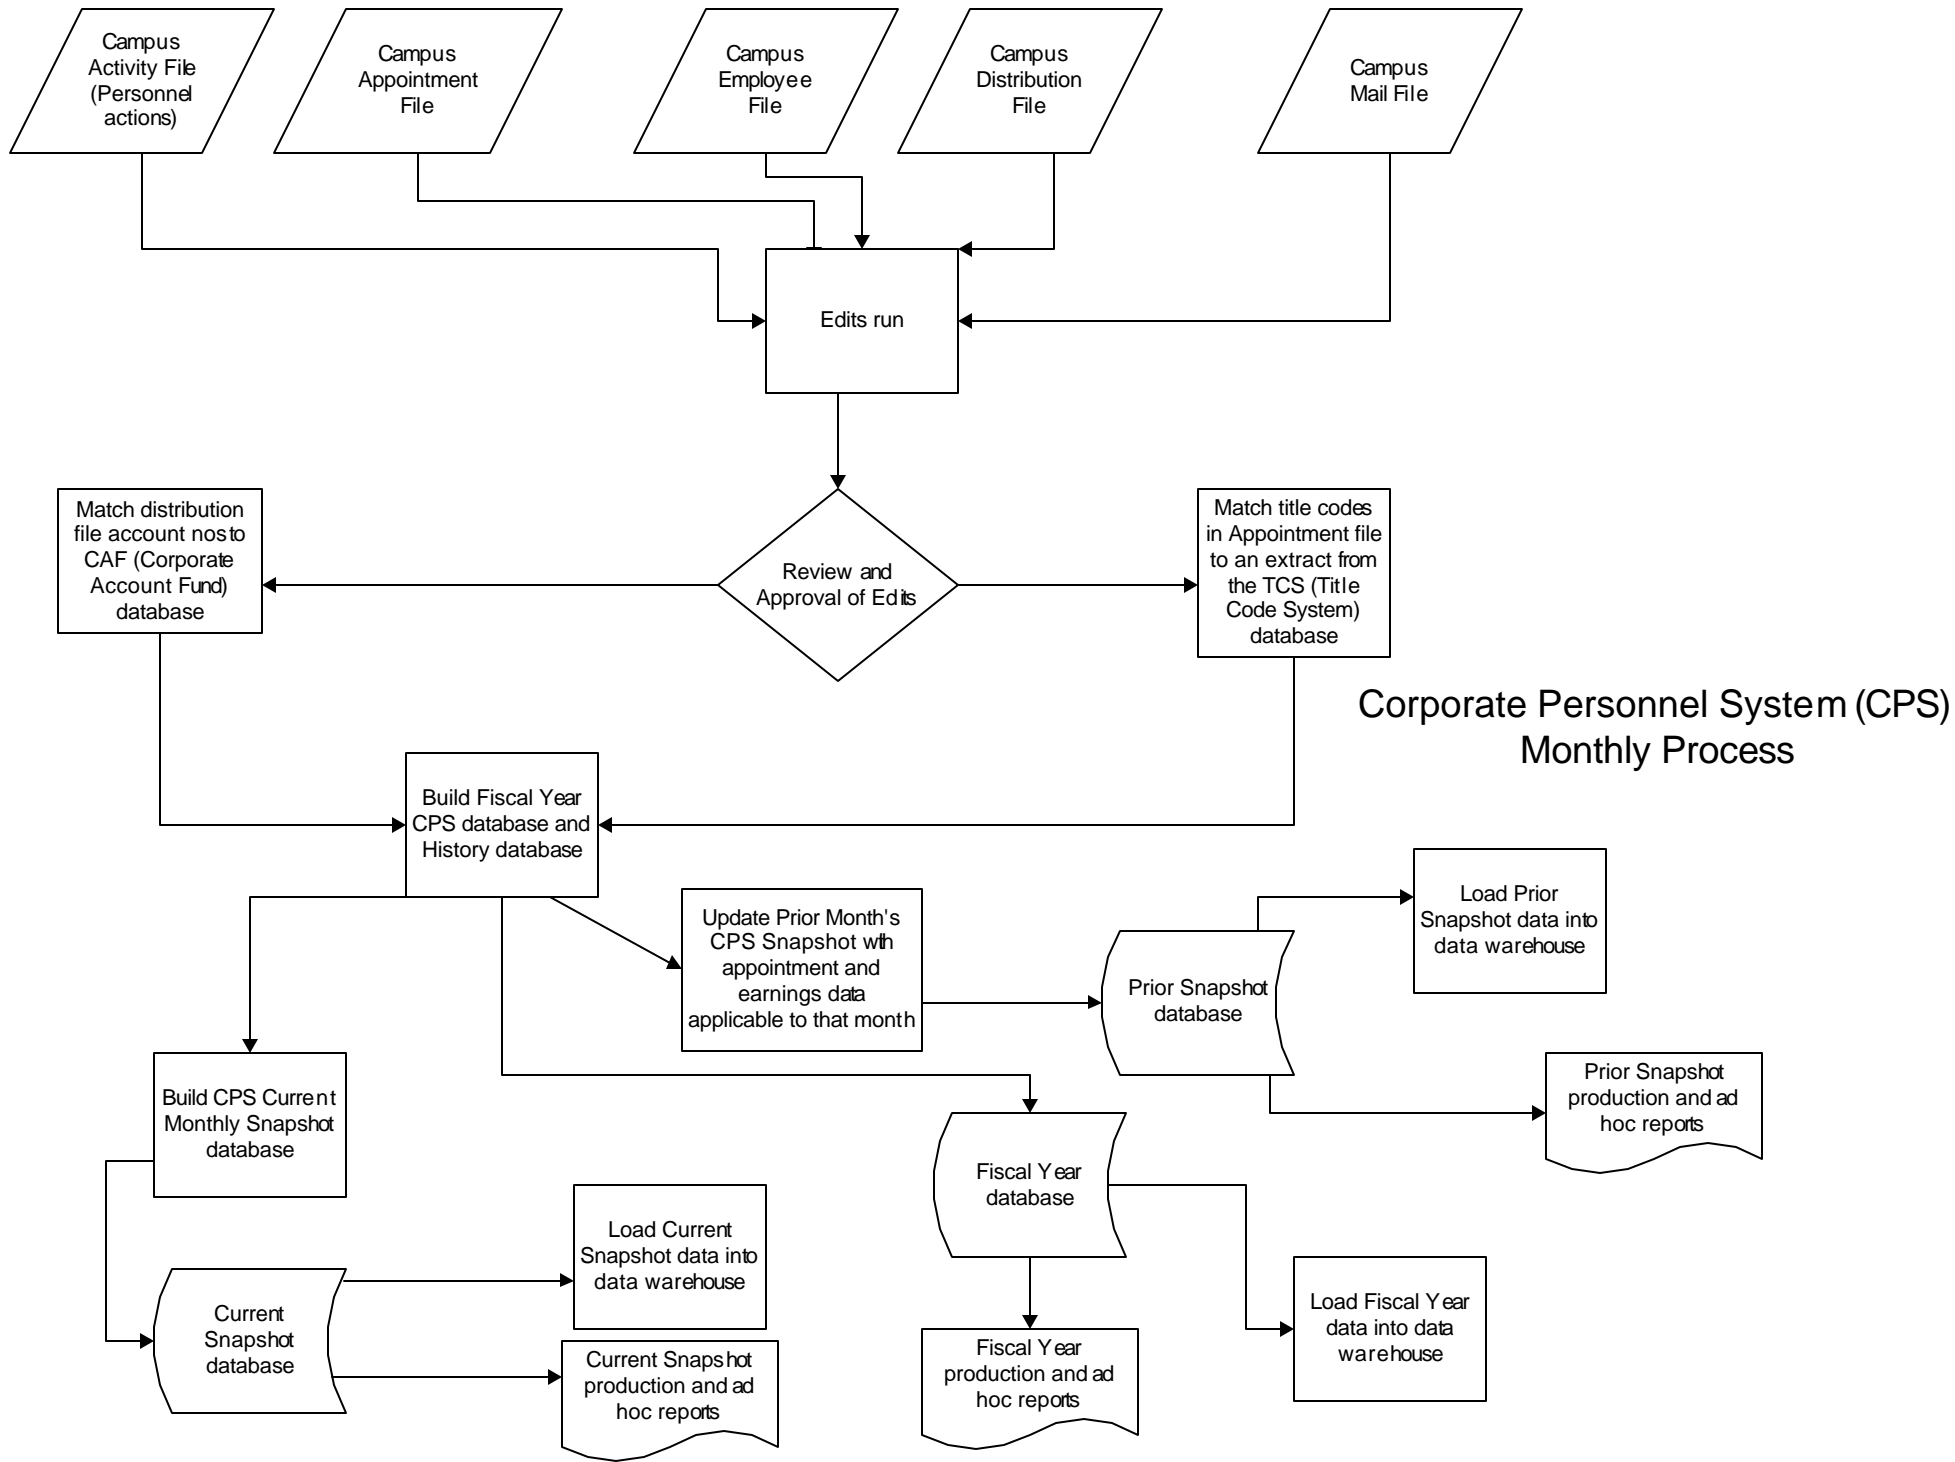 Campus
Activity File
(Personnel
actions)
Campus
Appointment
File
Campus
Employee
File
Campus
Distribution
File
Campus
Mail File
Edits run
Match distribution
file account nos to
CAF (Corporate
Account Fund)
database
Review and
Approval of Edits
Match title codes
in Appointment file
to an extract from
the TCS (Title
Code System)
database
Corporate Personnel System (CPS)
Monthly Process
Build Fiscal Year
CPS database and
History database
Update Prior Month's
CPS Snapshot with
appointment and
earnings data
applicable to that month
Prior Snapshot
database
Load Prior
Snapshot data into
data warehouse
Prior Snapshot
production and ad
hoc reports
Build CPS Current
Monthly Snapshot
database
Fiscal Year
database
Load Current
Snapshot data into
data warehouse
Current
Snapshot
database
Current Snapshot
production and ad
hoc reports
Fiscal Year
production and ad
hoc reports
Load Fiscal Year
data into data
warehouse